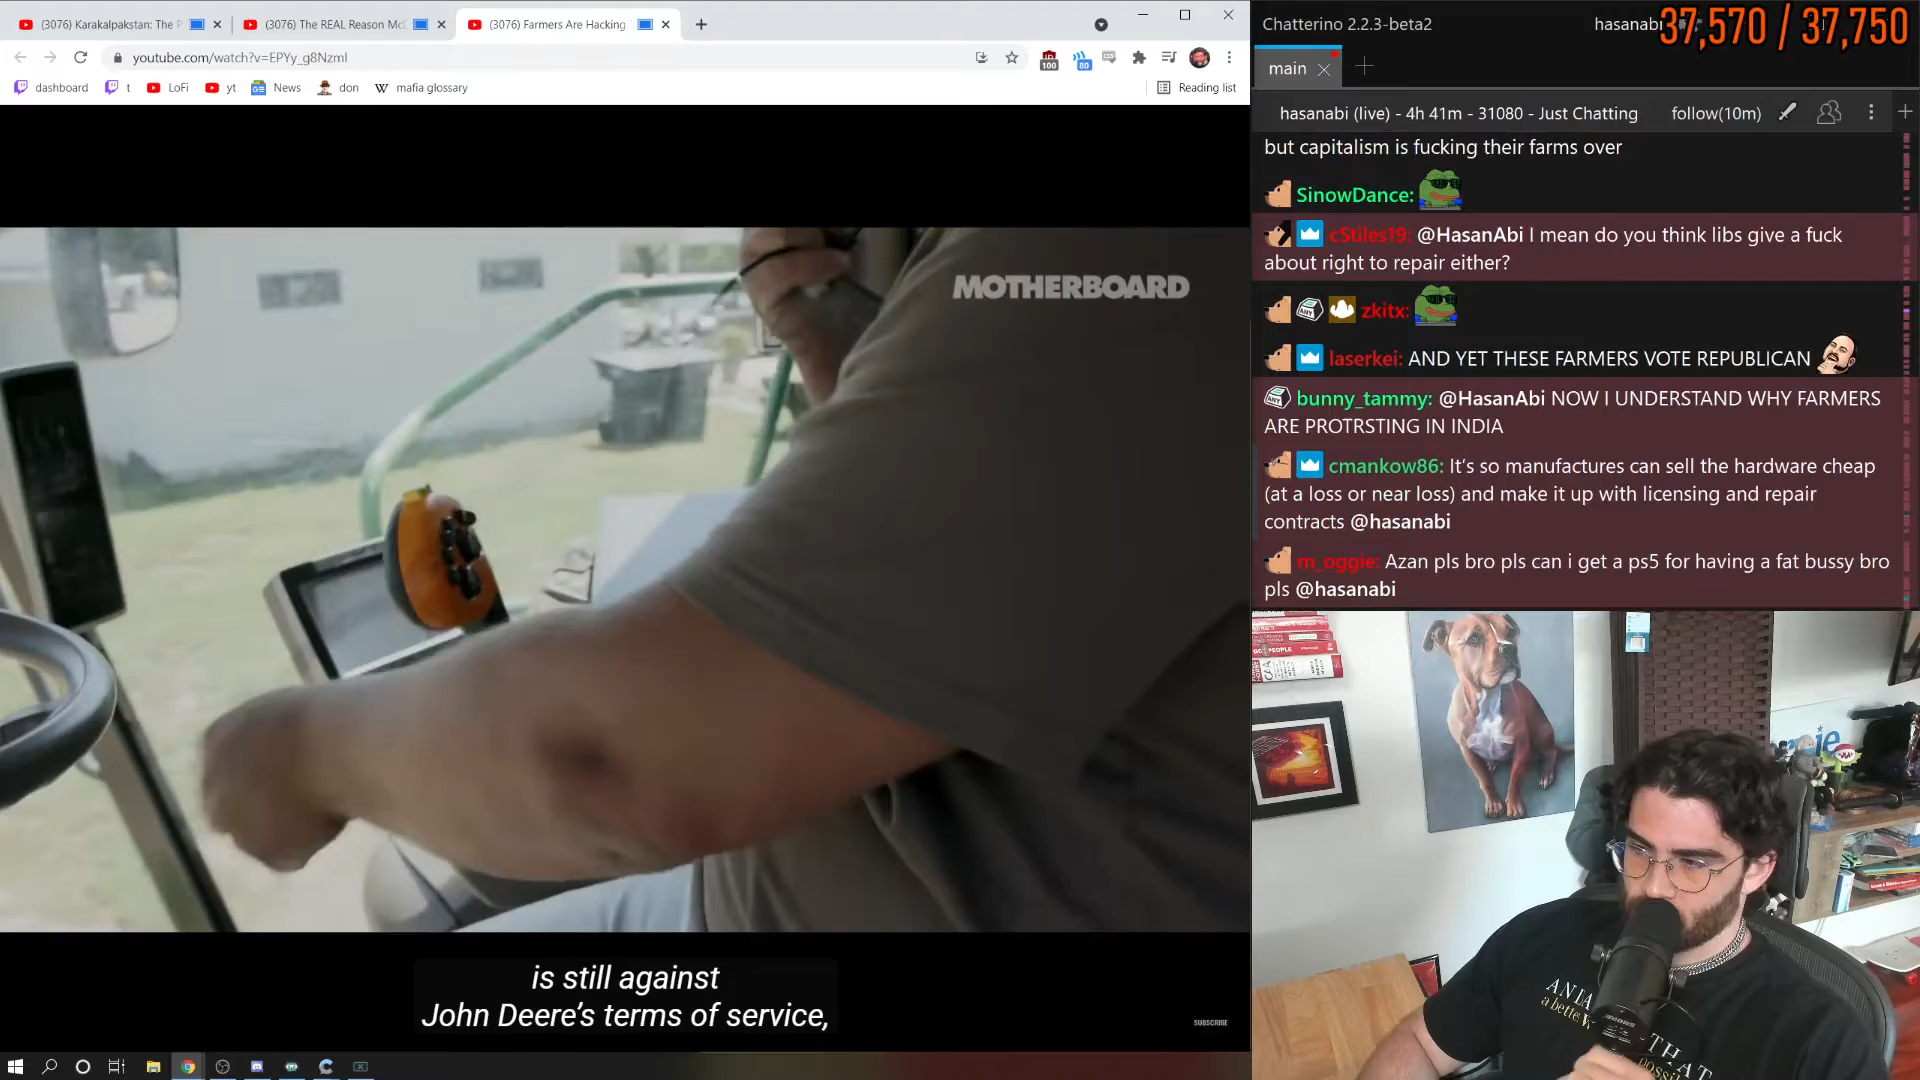 (3076) Karakalpakstan: The P
(3076) The REAL Reason Mc
(3076) Farmers Are Hacking
youtube.com/watch?v=EPYy_g8NzmI
100
80
dashboard
t
LoFi
yt
News
don
mafia glossary
Reading list
MOTHERBOARD
is still against
John Deere's terms of service,
SUBSCRIBE
Chatterino 2.2.3-beta2
hasanabi
37,570 / 37,750
main
hasanabi (live) - 4h 41m - 31080 - Just Chatting
follow(10m)
but capitalism is fucking their farms over
SinowDance:
cStiles19: @HasanAbi I mean do you think libs give a fuck
about right to repair either?
zkitx:
laserkei: AND YET THESE FARMERS VOTE REPUBLICAN
bunny_tammy: @HasanAbi NOW I UNDERSTAND WHY FARMERS
ARE PROTRSTING IN INDIA
cmankow86: It's so manufactures can sell the hardware cheap
(at a loss or near loss) and make it up with licensing and repair
contracts @hasanabi
m_oggie: Azan pls bro pls can i get a ps5 for having a fat bussy bro
pls @hasanabi
PEOPLE
a better
THAT